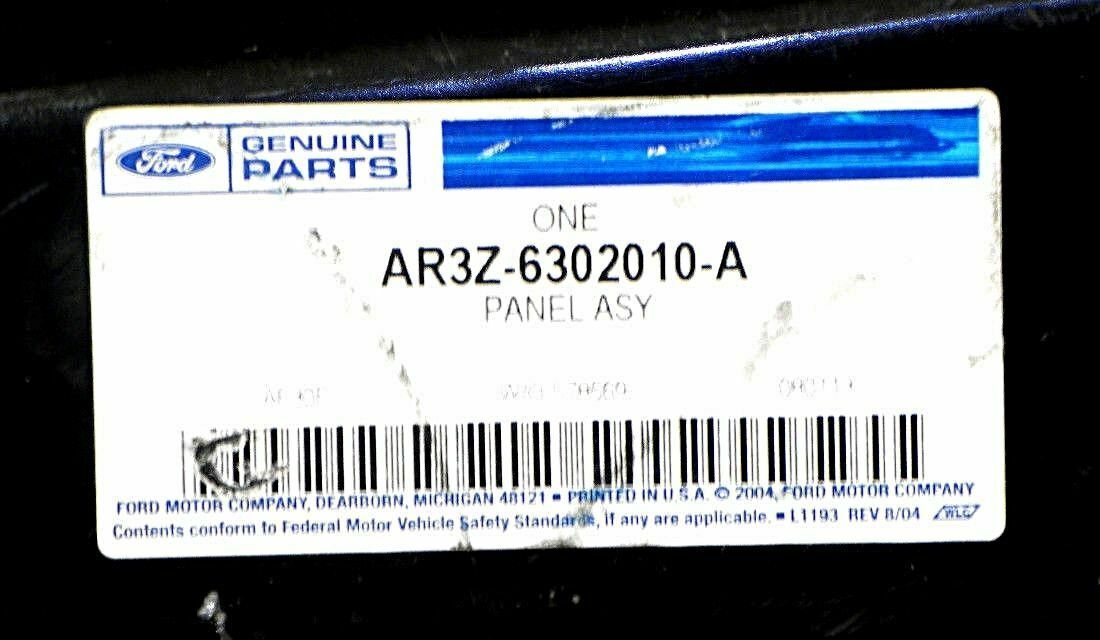 Ford
GENUINE
PARTS
ONE
AR3Z-6302010-A
PANEL ASY
FORD MOTOR COMPANY, DEARBORN, MICHIGAN 48121 ▪ PRINTED IN U.S.A. © 2004, FORD MOTOR COMPANY
Contents conform to Federal Motor Vehicle Safety Standards, if any are applicable. ▪ L1193 REV 8/04 WLC